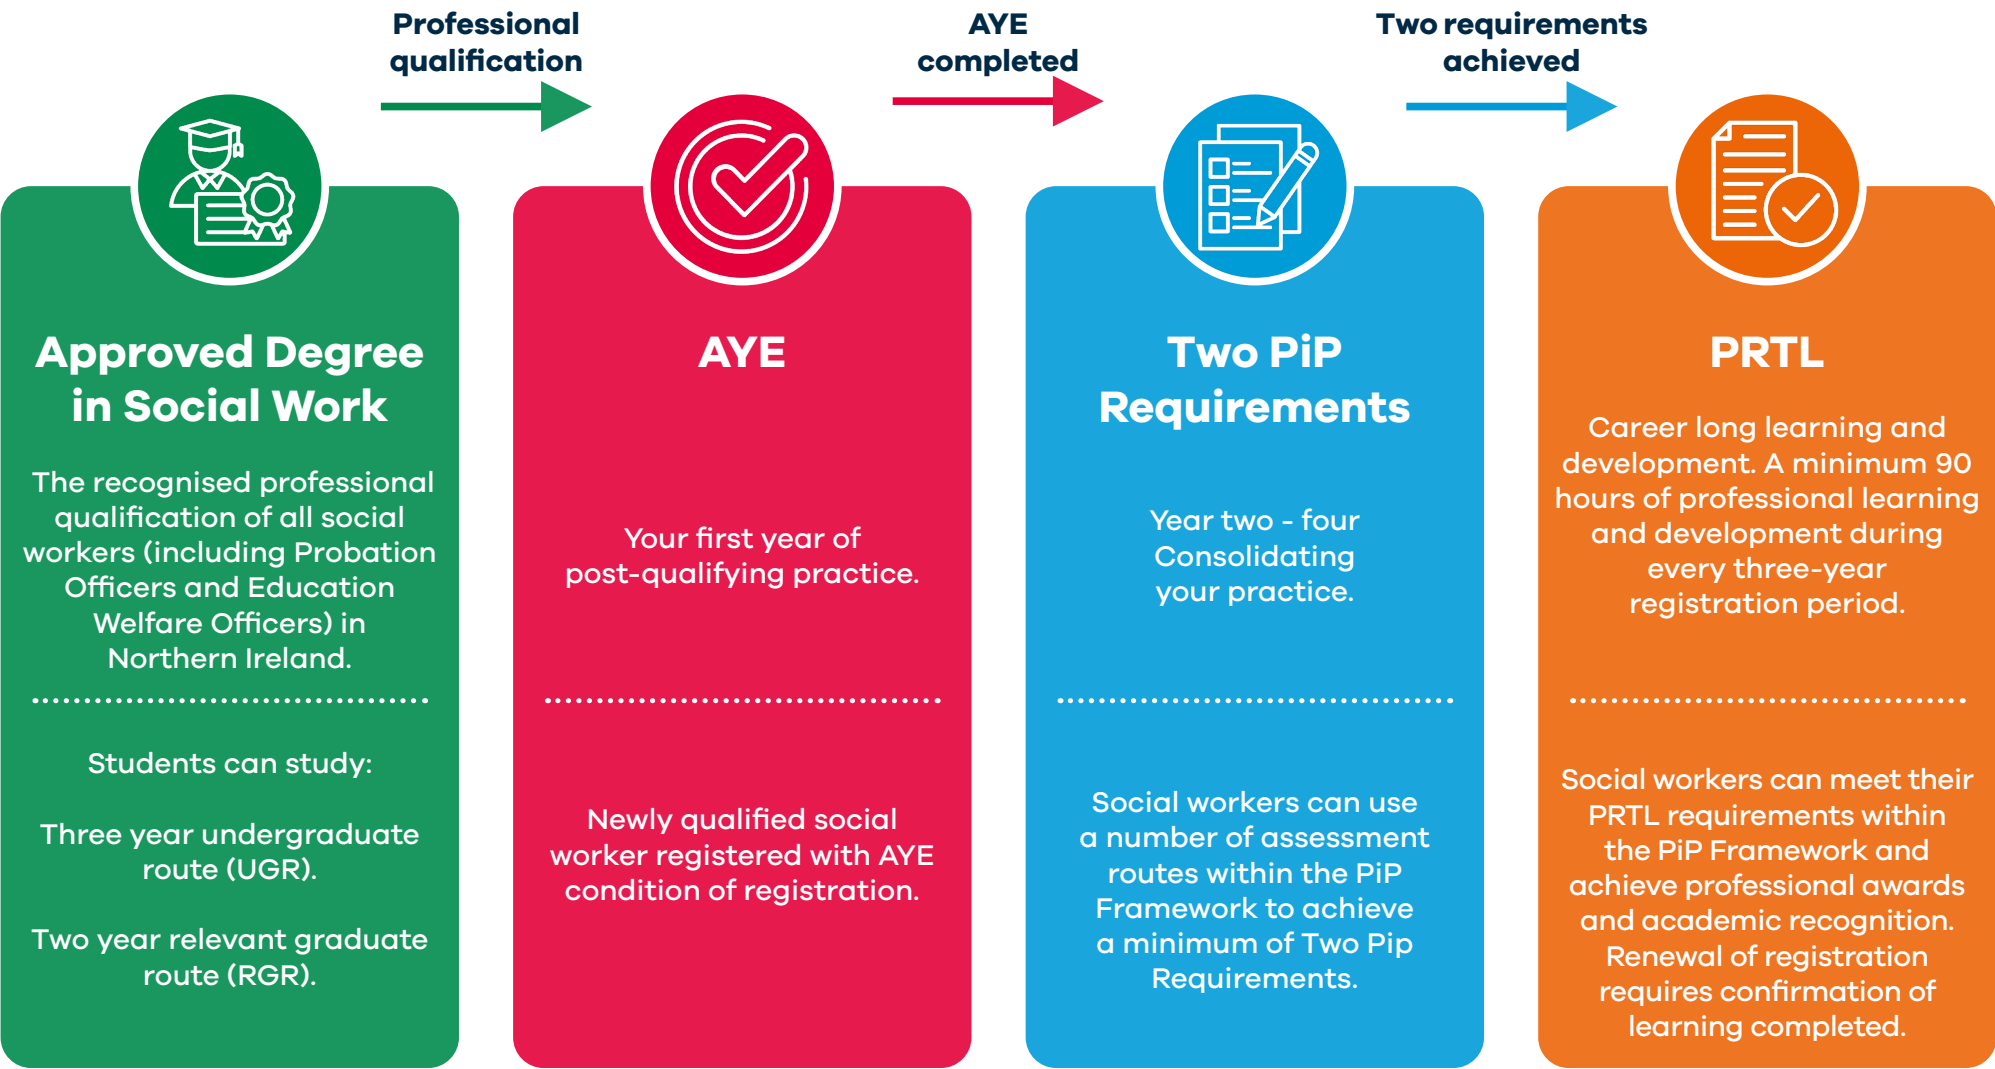 Professional
qualification
AYE
completed
Two requirements
achieved
Approved Degree
in Social Work
The recognised professional
qualification of all social
workers (including Probation
Officers and Education
Welfare Officers) in
Northern Ireland.
Students can study:
Three year undergraduate
route (UGR).
Two year relevant graduate
route (RGR).
AYE
Your first year of
post-qualifying practice.
Newly qualified social
worker registered with AYE
condition of registration.
Two PiP
Requirements
Year two - four
Consolidating
your practice.
Social workers can use
a number of assessment
routes within the PiP
Framework to achieve
a minimum of Two Pip
Requirements.
PRTL
Career long learning and
development. A minimum 90
hours of professional learning
and development during
every three-year
registration period.
Social workers can meet their
PRTL requirements within
the PiP Framework and
achieve professional awards
and academic recognition.
Renewal of registration
requires confirmation of
learning completed.